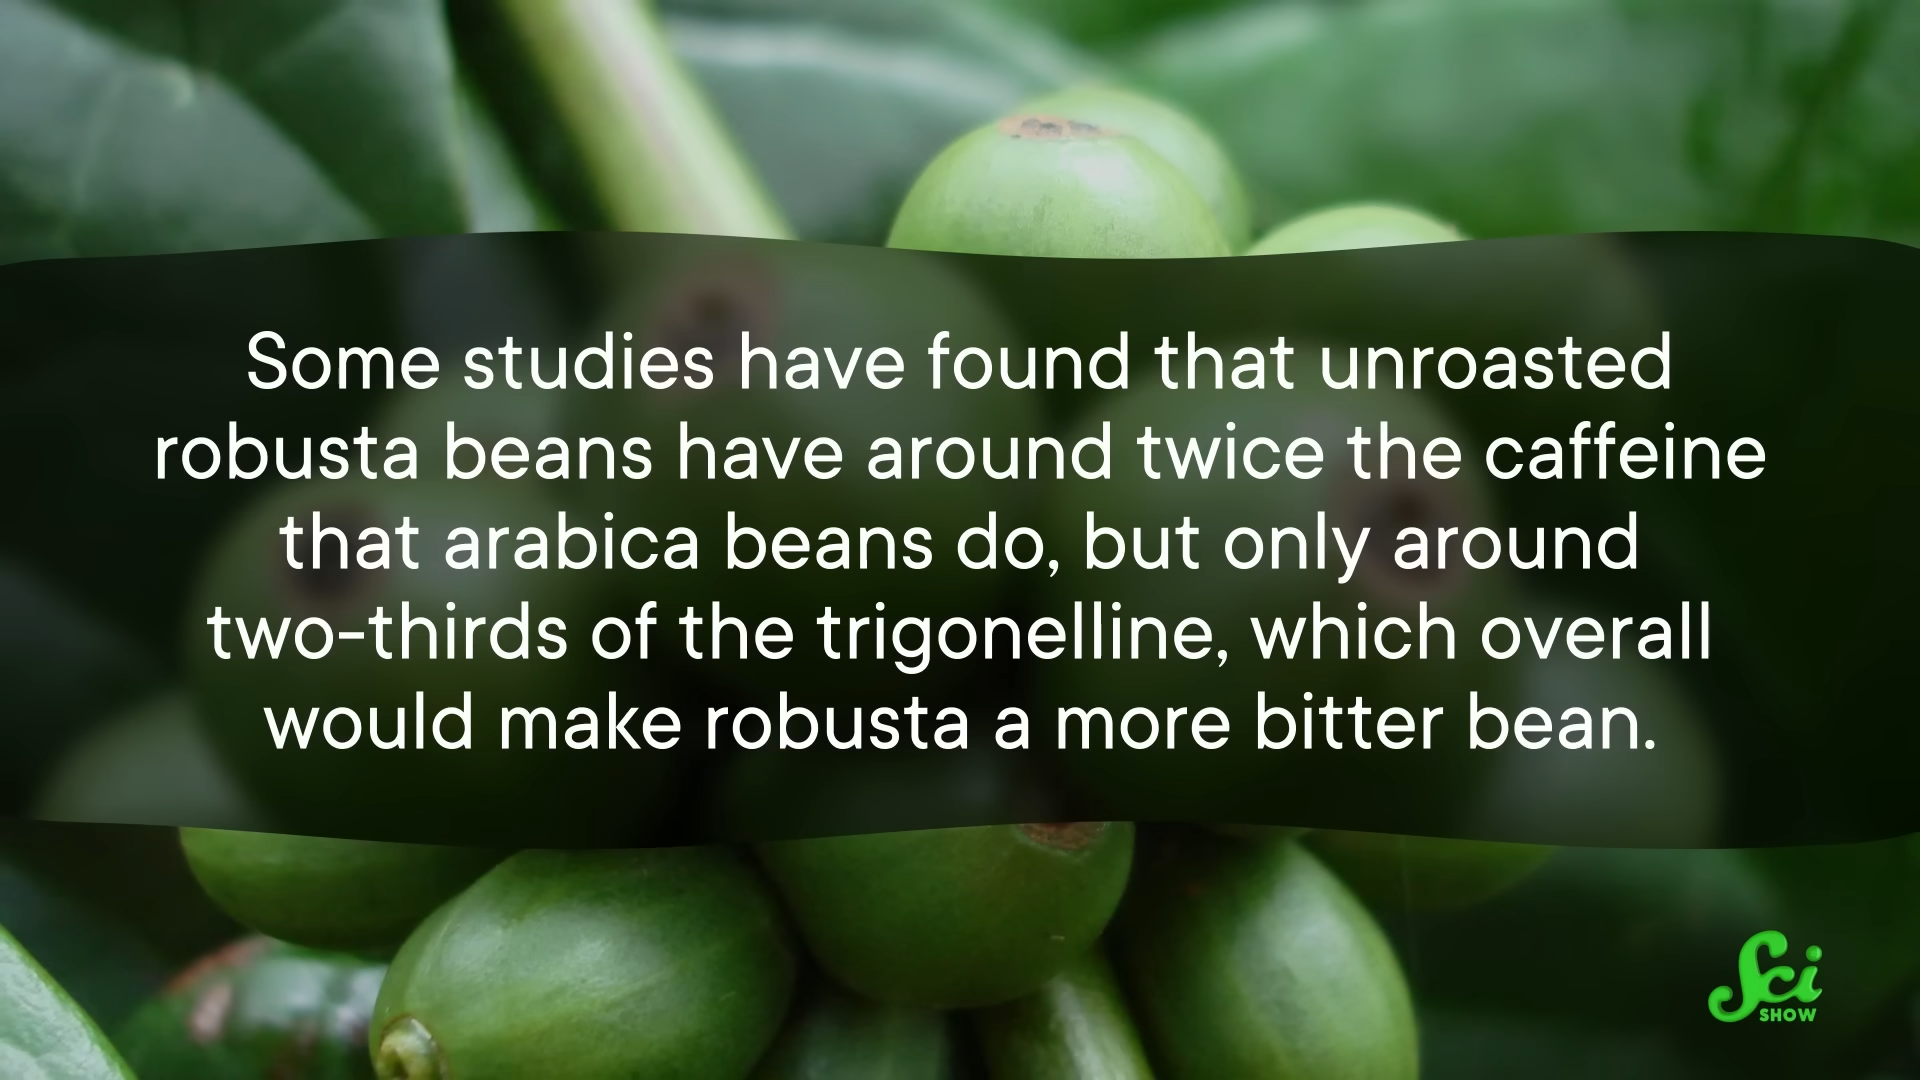 Some studies have found that unroasted
robusta beans have around twice the caffeine
that arabica beans do, but only around
two-thirds of the trigonelline, which overall
would make robusta a more bitter bean.
Sci
SHOW